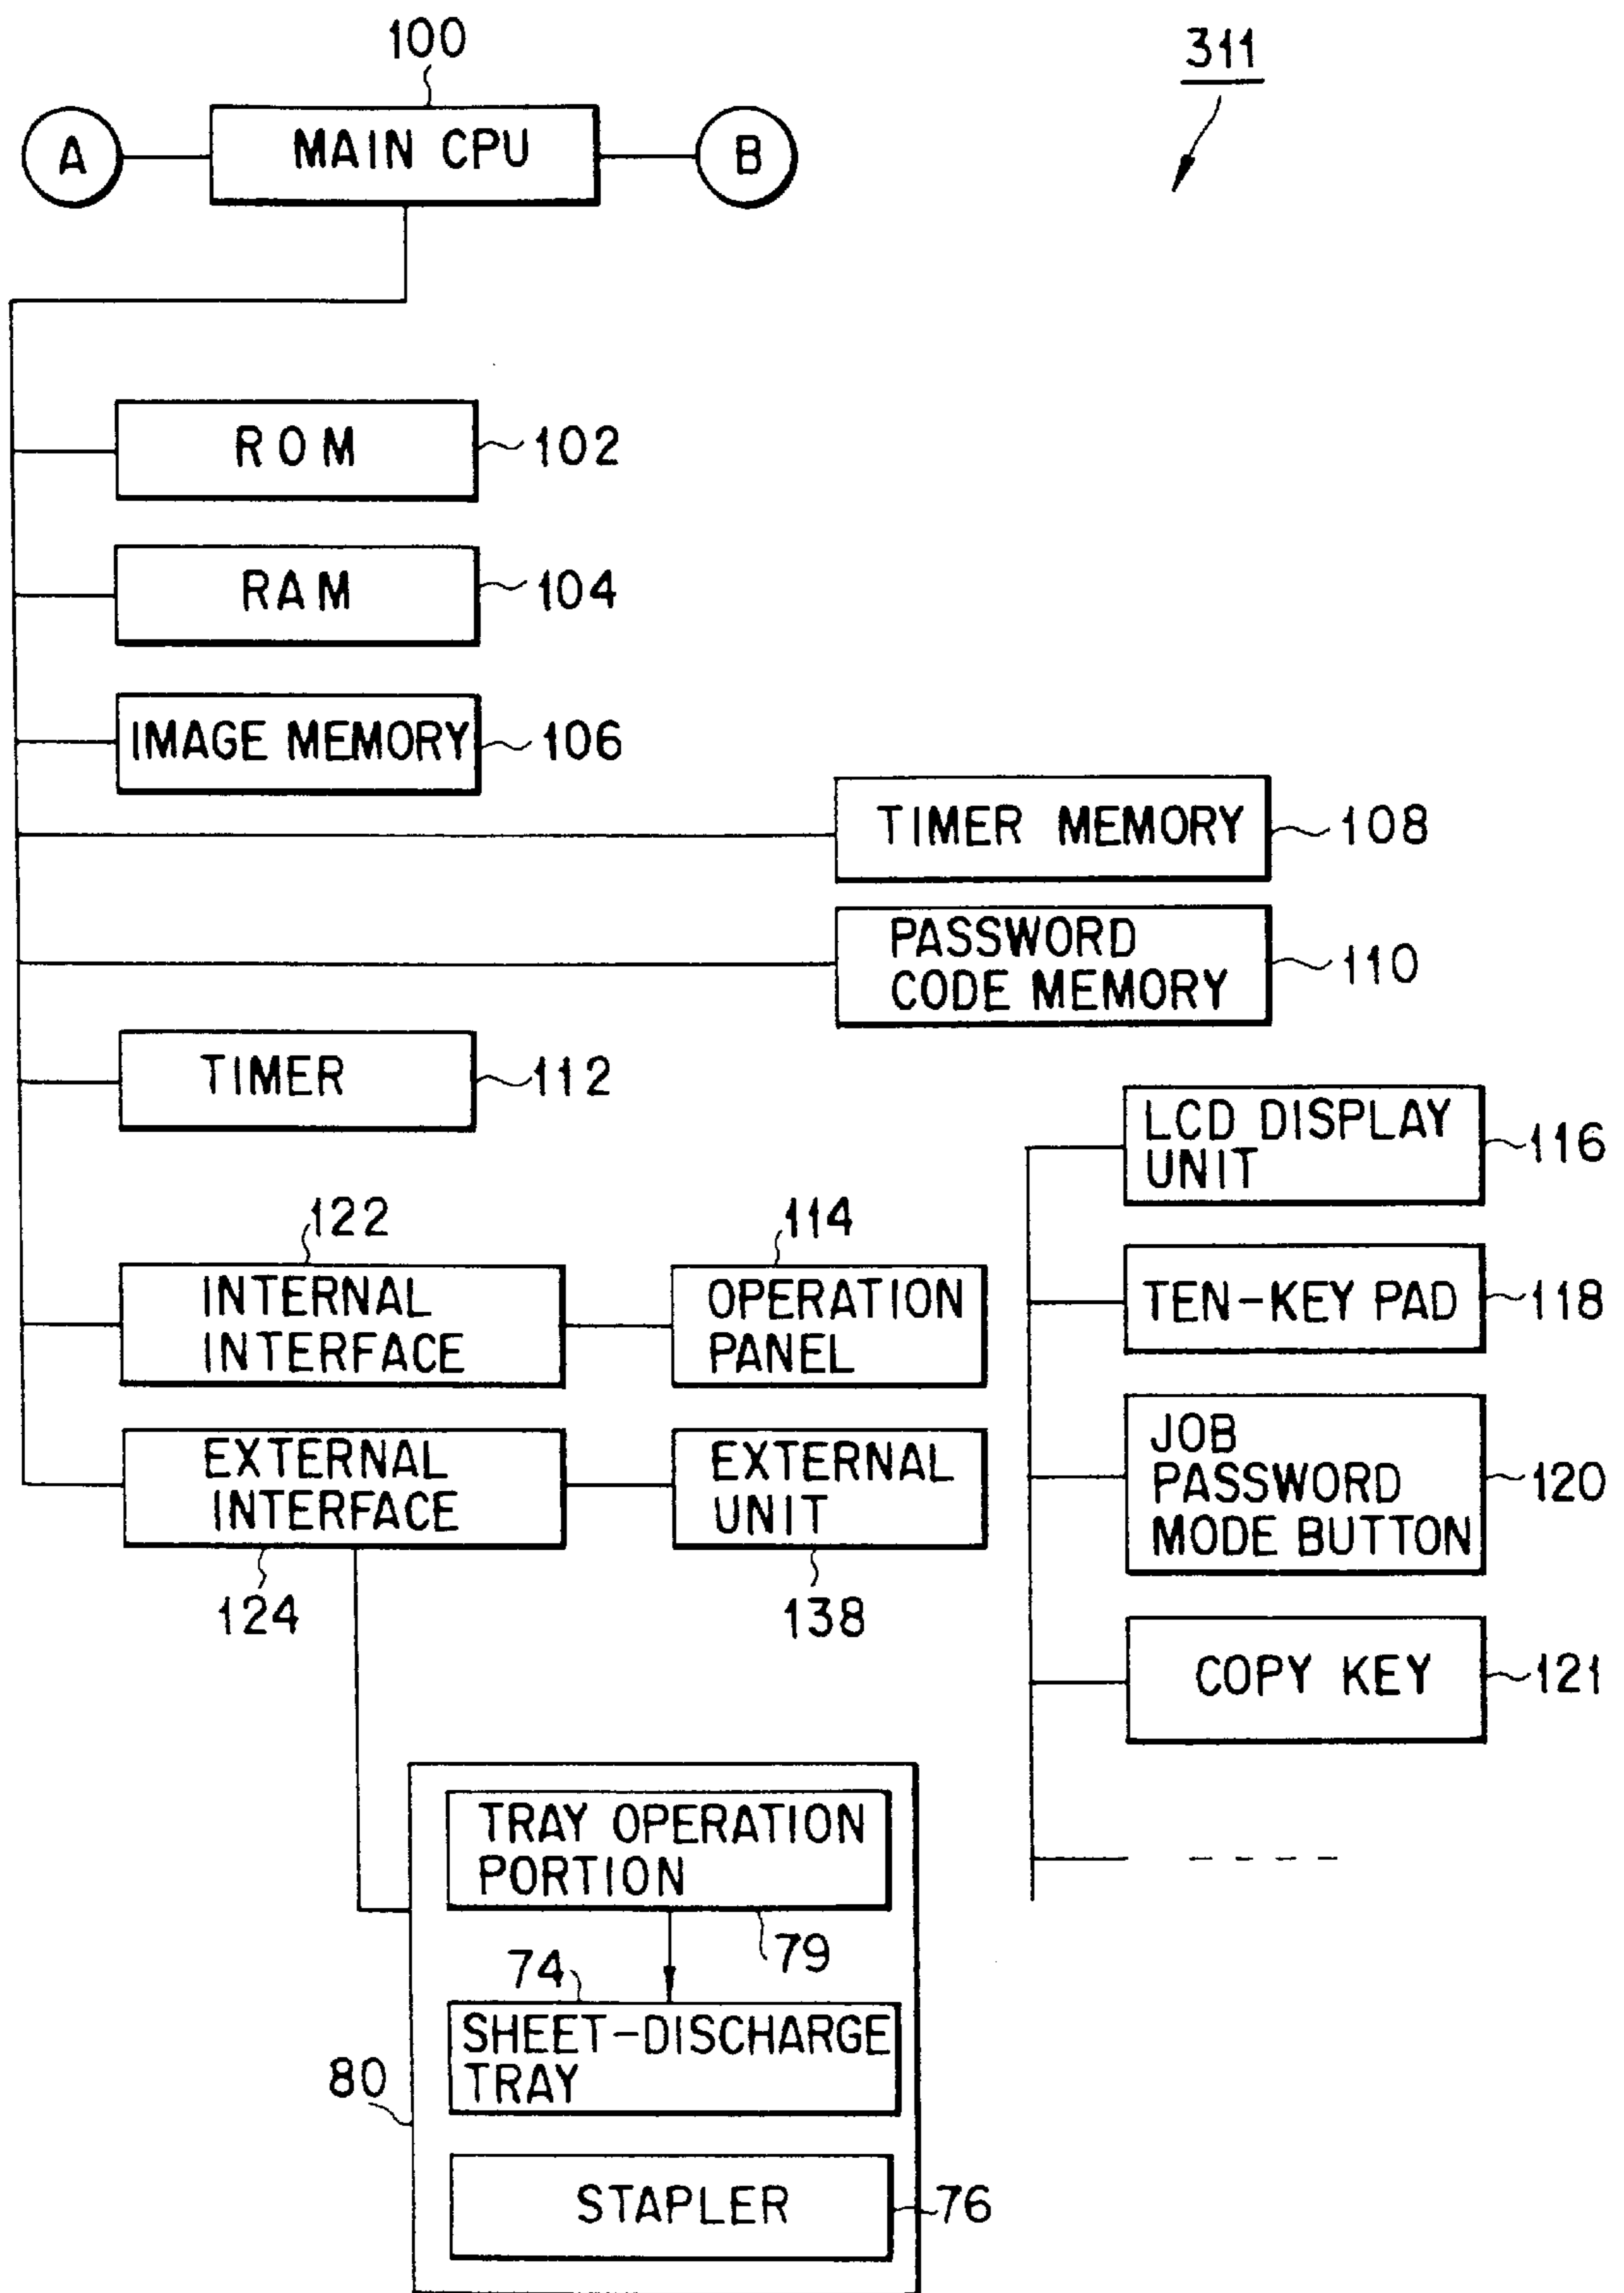 100
311
A
MAIN CPU
B
ROM
102
RAM
104
IMAGE MEMORY
106
TIMER MEMORY
108
PASSWORD
CODE MEMORY
110
TIMER
112
LCD DISPLAY
UNIT
116
122
114
INTERNAL
INTERFACE
OPERATION
PANEL
TEN-KEY PAD
118
EXTERNAL
INTERFACE
EXTERNAL
UNIT
JOB
PASSWORD
MODE BUTTON
120
124
138
COPY KEY
121
TRAY OPERATION
PORTION
79
74
SHEET-DISCHARGE
TRAY
80
STAPLER
76